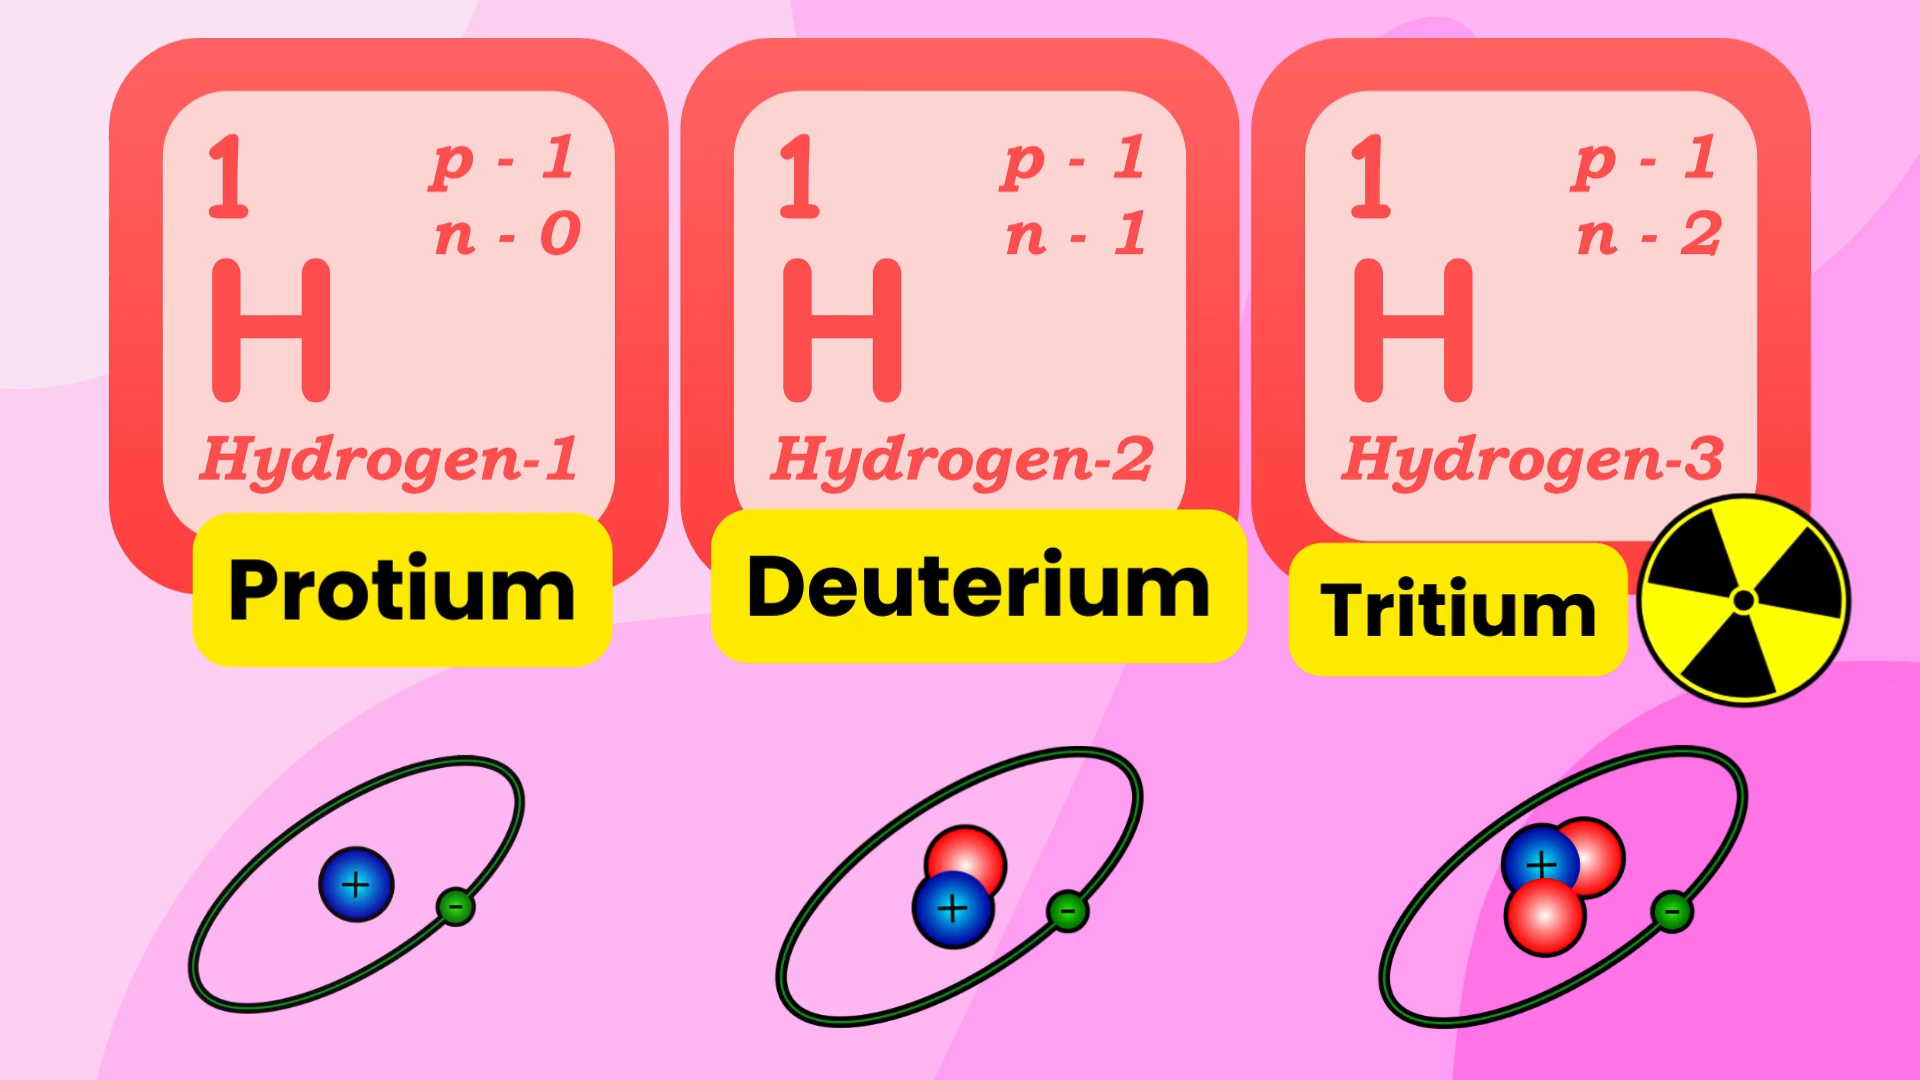 1
p - 1
n - 0
H
Hydrogen-1
Protium
1
p - 1
n - 1
H
Hydrogen-2
Deuterium
1
p - 1
n - 2
H
Hydrogen-3
Tritium
+
-
+
-
+
-